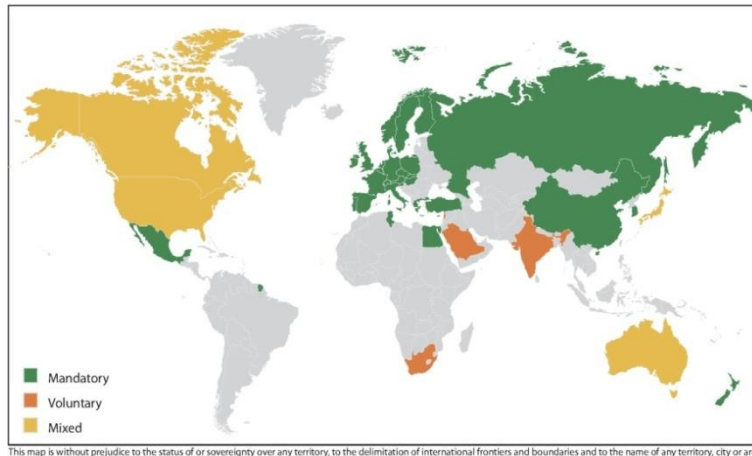 Mandatory
Voluntary
Mixed
This map is without prejudice to the status of or sovereignty over any territory, to the delimitation of international frontiers and boundaries and to the name of any territory, city or